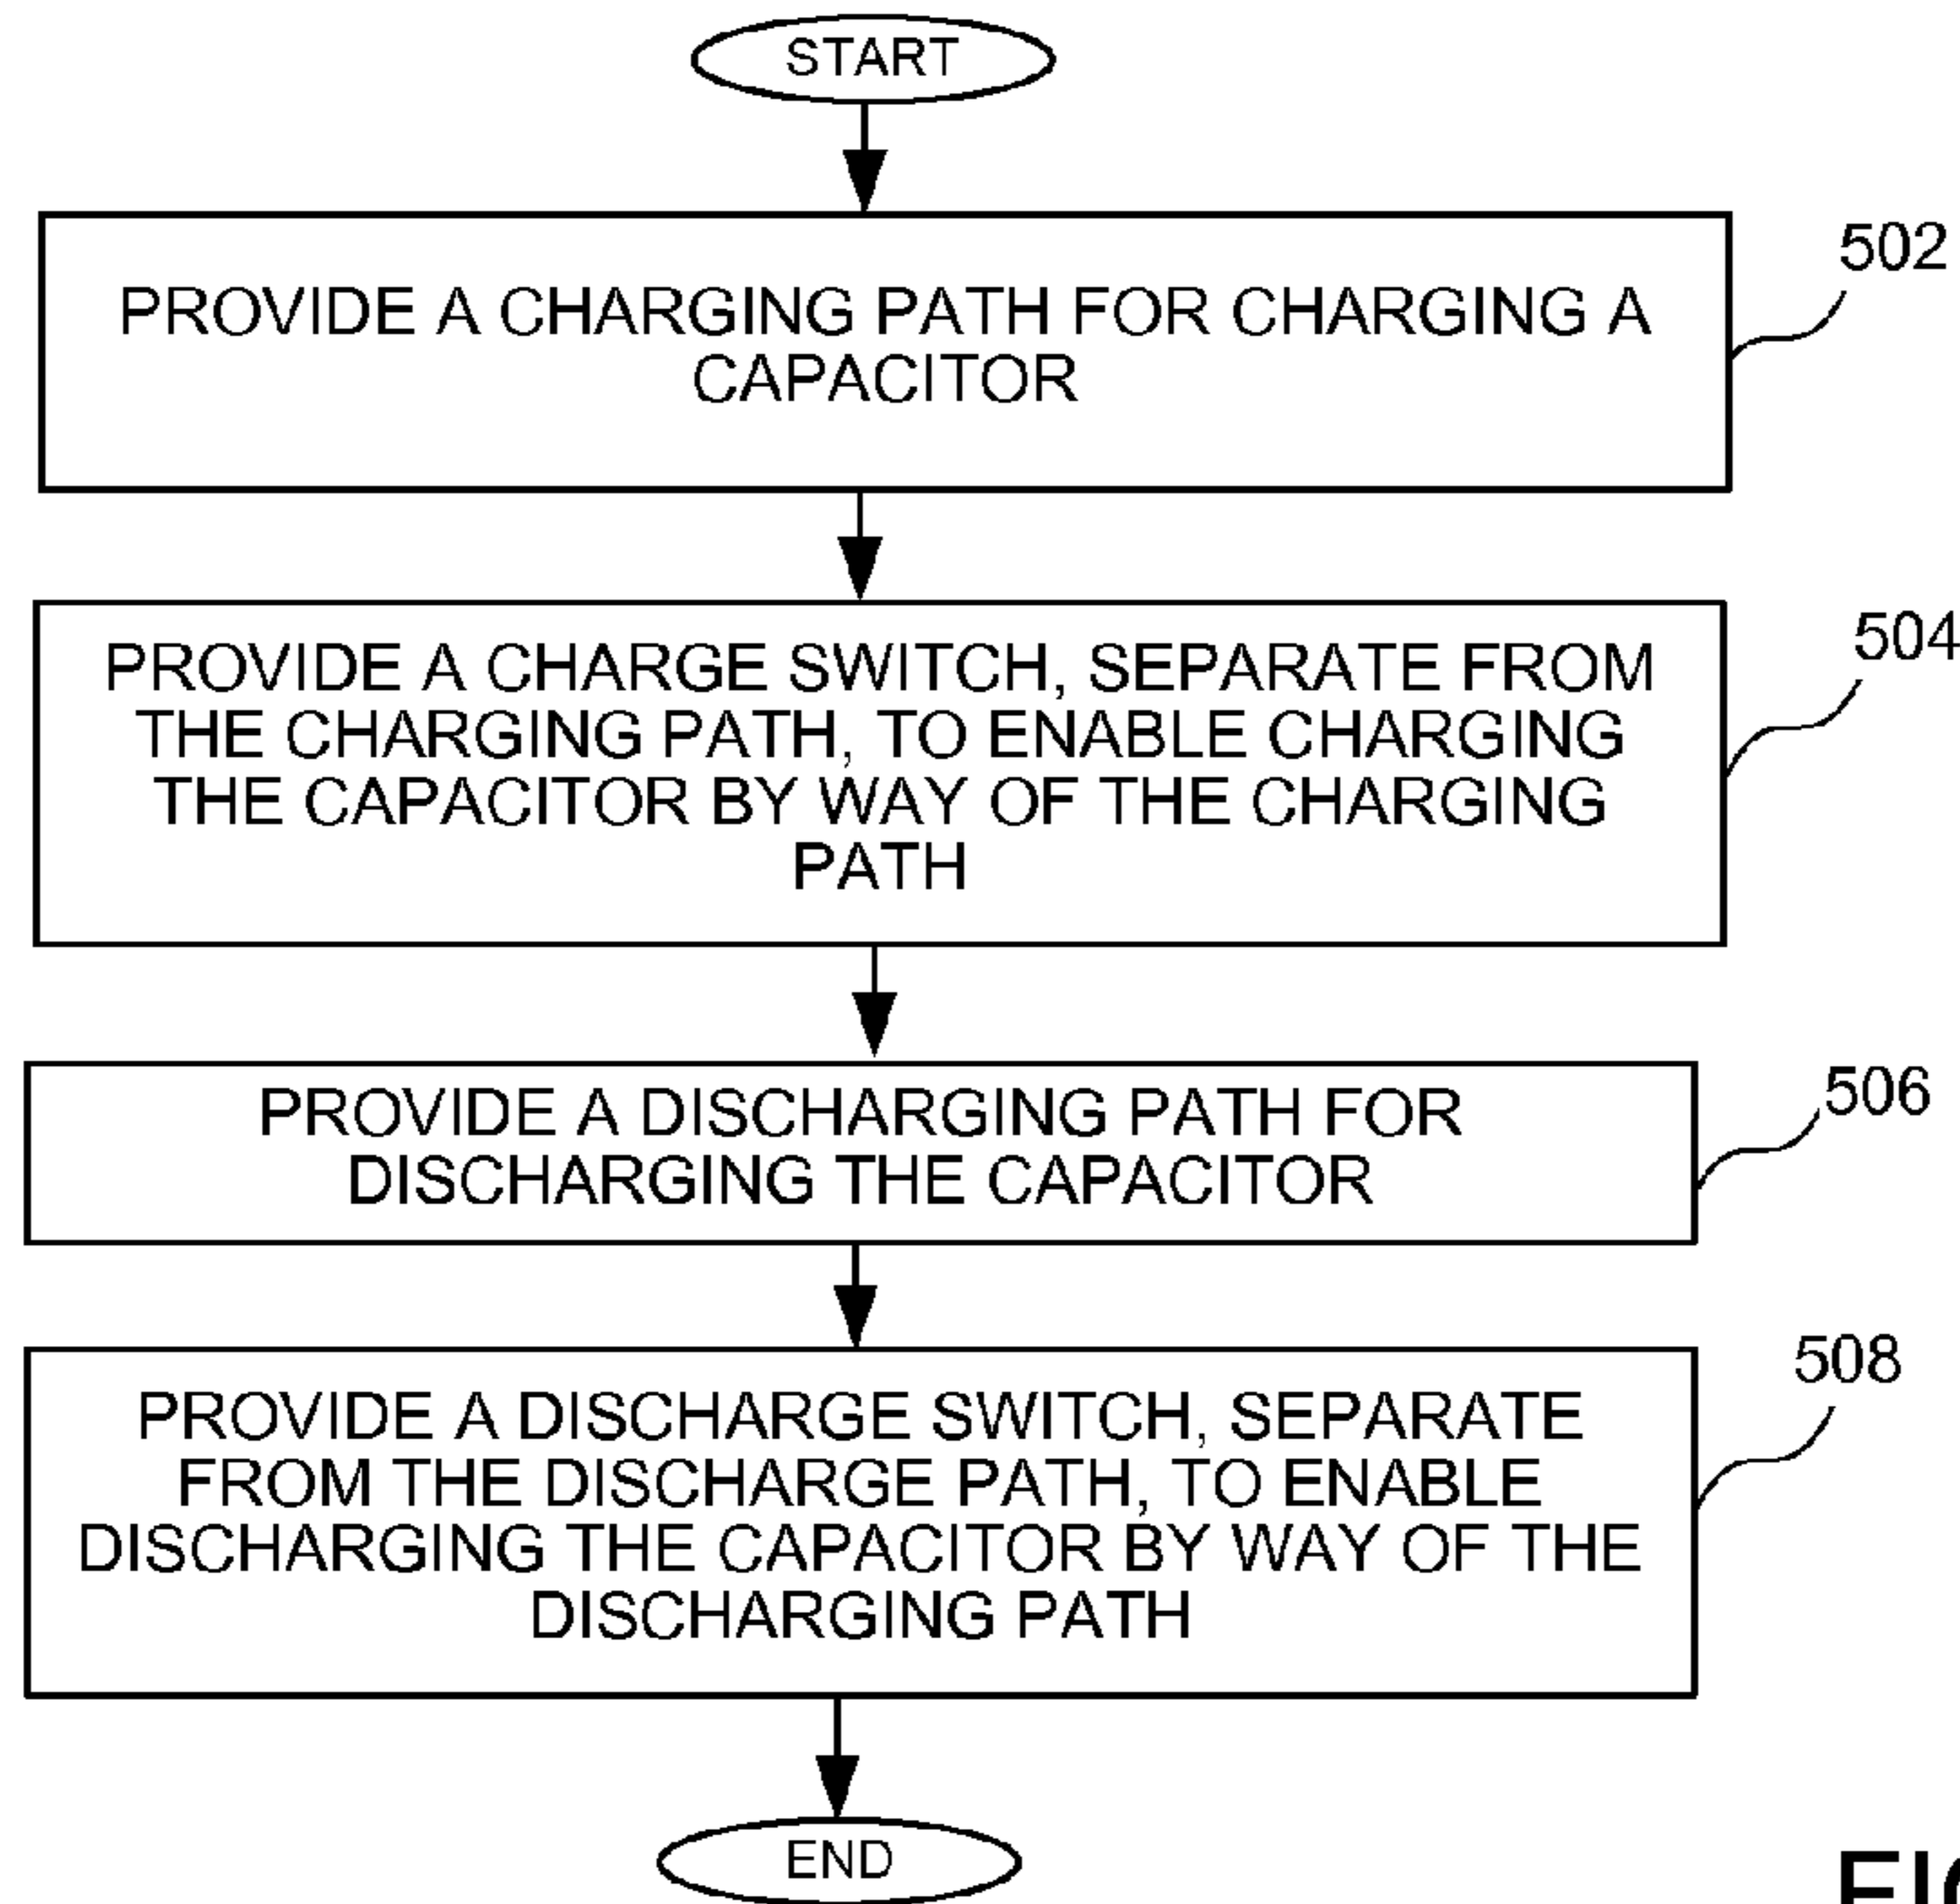 START
PROVIDE A CHARGING PATH FOR CHARGING A
CAPACITOR
502
PROVIDE A CHARGE SWITCH, SEPARATE FROM
THE CHARGING PATH, TO ENABLE CHARGING
THE CAPACITOR BY WAY OF THE CHARGING
PATH
504
PROVIDE A DISCHARGING PATH FOR
DISCHARGING THE CAPACITOR
506
PROVIDE A DISCHARGE SWITCH, SEPARATE
FROM THE DISCHARGE PATH, TO ENABLE
DISCHARGING THE CAPACITOR BY WAY OF THE
DISCHARGING PATH
508
END